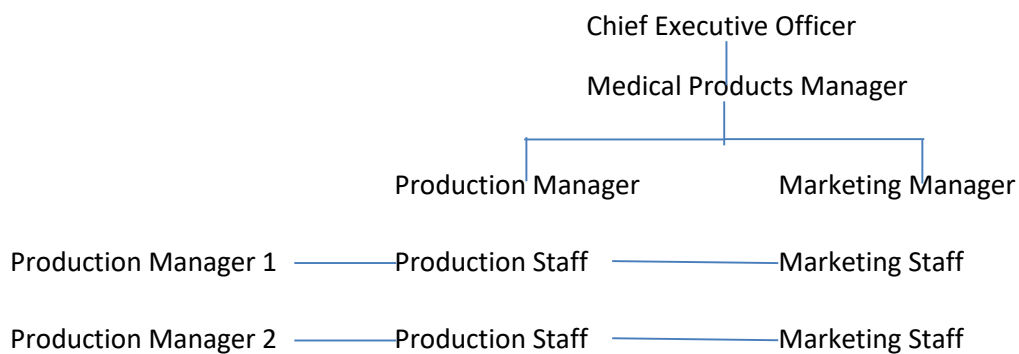 Chief Executive Officer
Medical Products Manager
Production Manager Marketing Manager
Production Manager 1 Production Staff Marketing Staff
Production Manager 2 Production Staff Marketing Staff